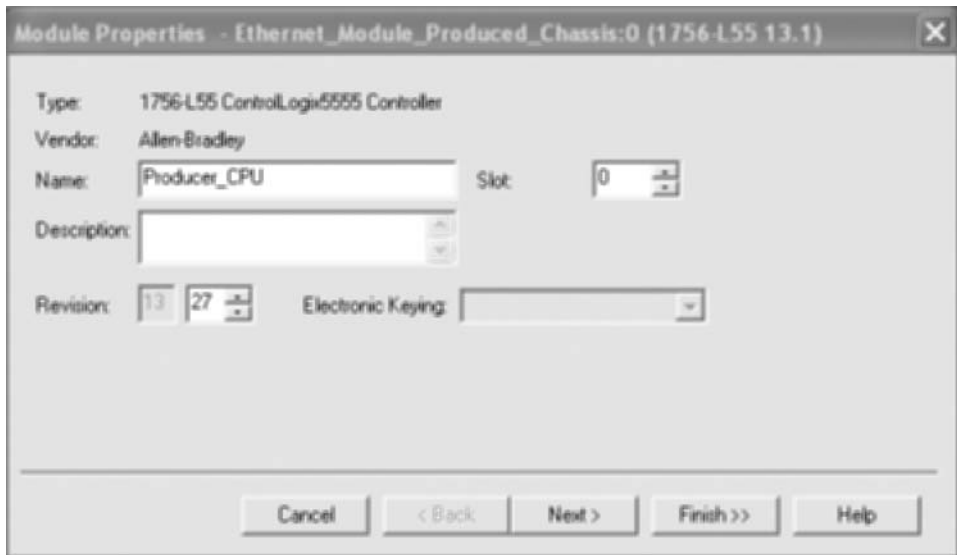 Module Properties - Ethernet_Module_Produced_Chassis:0 (1756-L55 13.1)
Type: 1756-L55 ControlLogix5555 Controller
Vendor: Allen-Bradley
Name: Producer_CPU Slot: 0
Description:
Revision: 13 27 Electronic Keying:
Cancel < Back Next > Finish >> Help